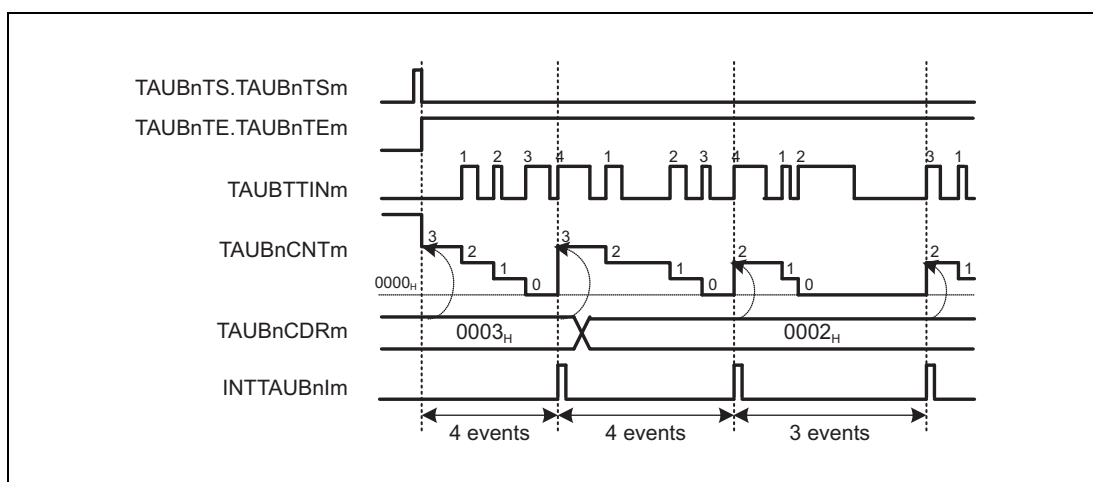 TAUBnTS.TAUBnTSm
TAUBnTE.TAUBnTEm
1 2 3 4 1 2 3 4 1 2 3 1
TAUBTTINm
3 3
TAUBnCNTm
2 2 2 2
1 1 1 1
0000H 0 0 0
TAUBnCDRm
0003H 0002H
INTTAUBnIm
4 events 4 events 3 events